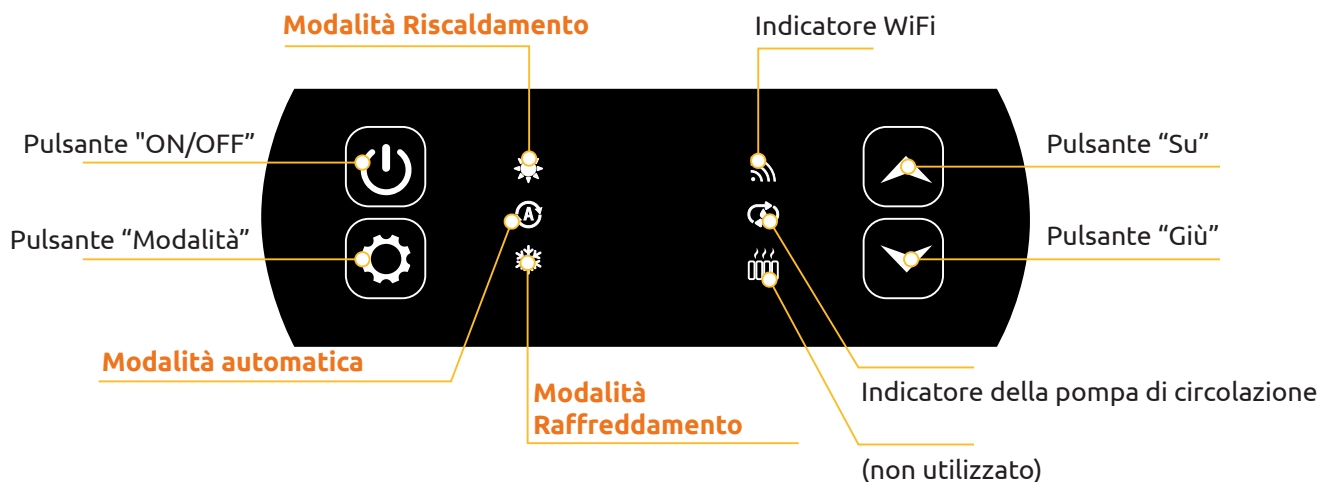 Modalità Riscaldamento
Indicatore WiFi
Pulsante "ON/OFF”
Pulsante “Su”
A
Pulsante “Modalità”
Pulsante “Giù”
Modalità automatica
Modalità
Raffreddamento
Indicatore della pompa di circolazione
(non utilizzato)